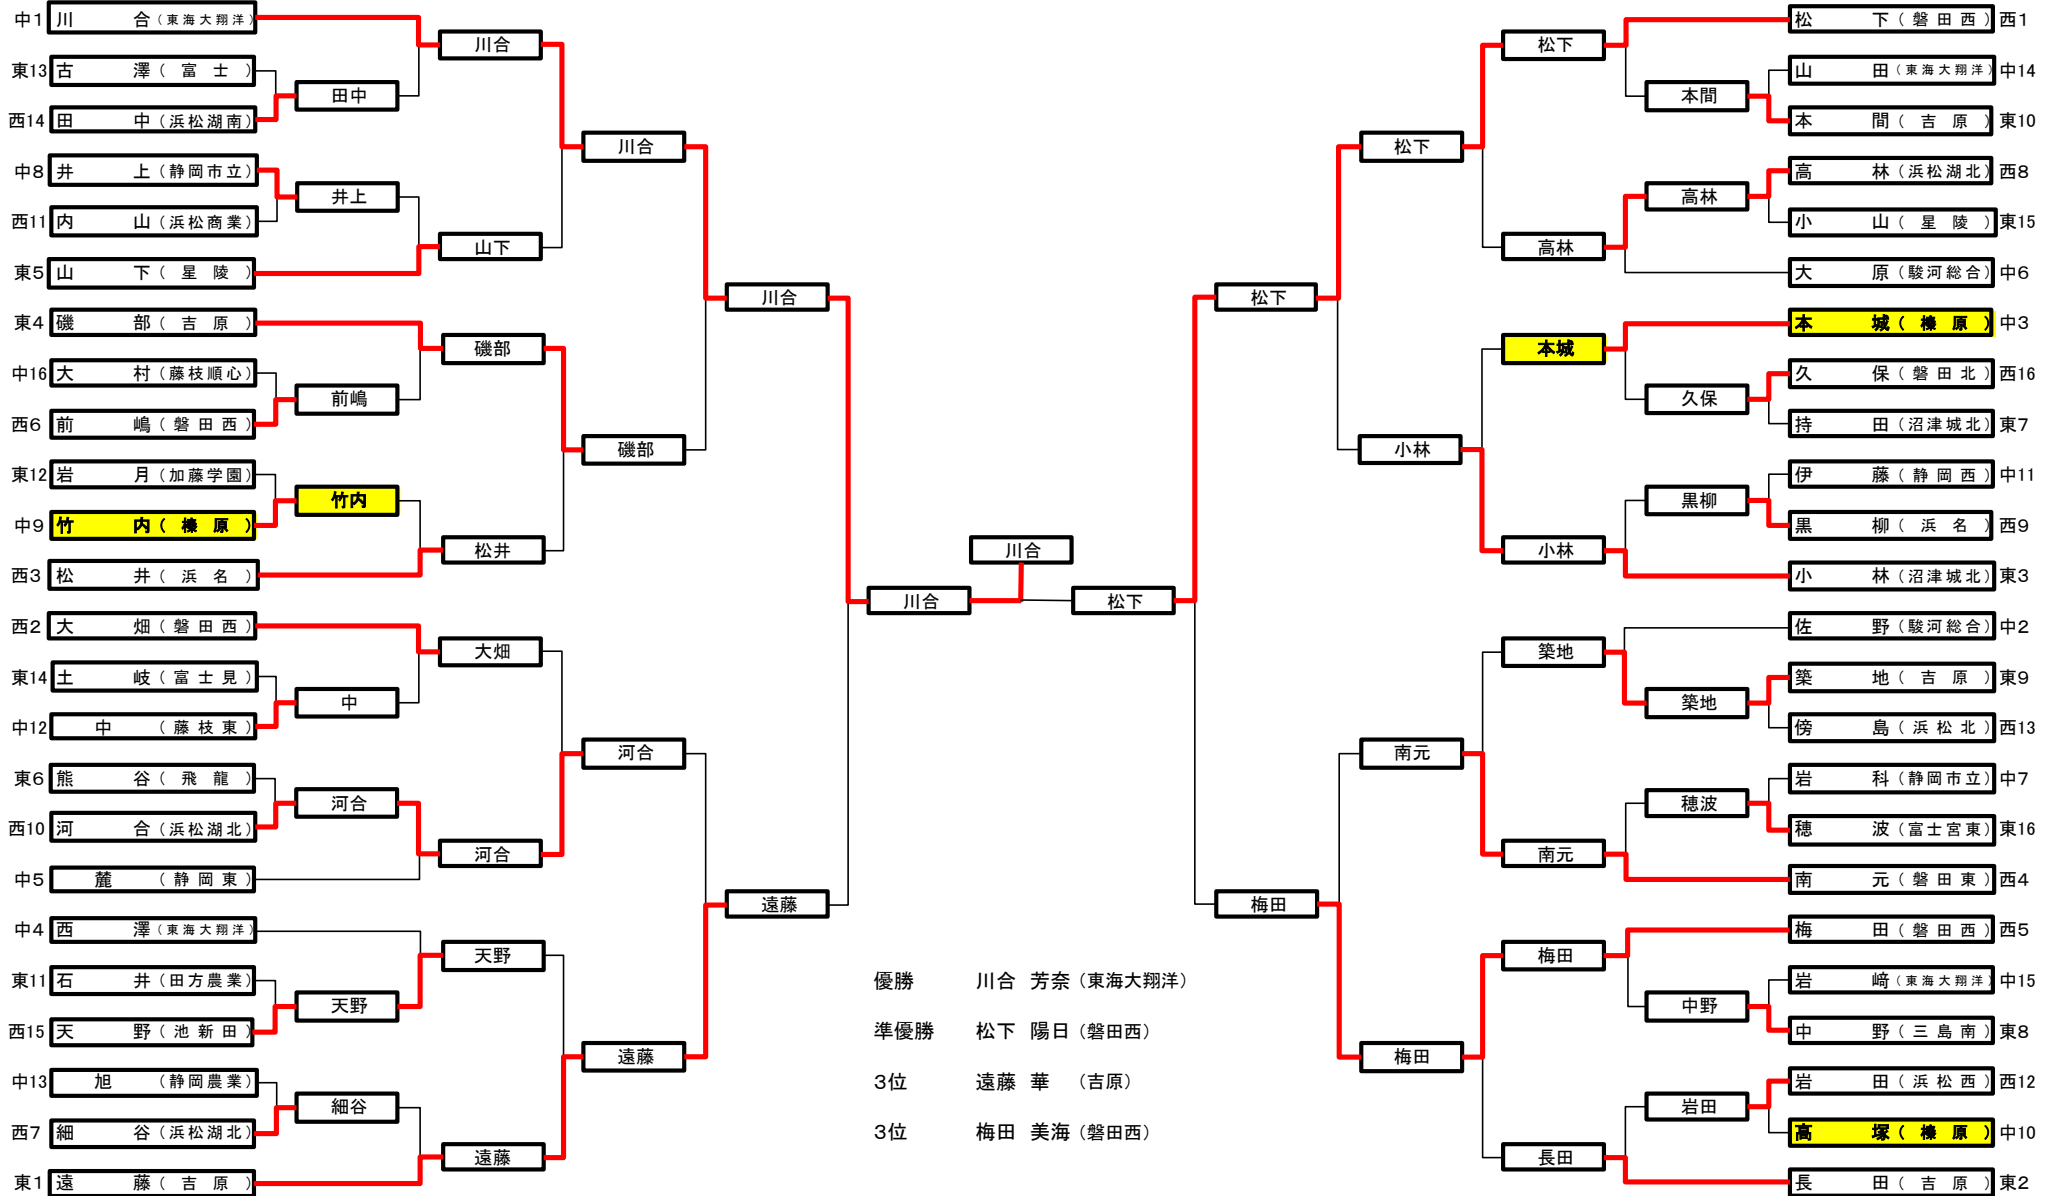 中1 川合(東海大翔洋)
東13 古澤(富士)
西14 田中(浜松湖南)
中8 井上(静岡市立)
西11 内山(浜松商業)
東5 山下(星陵)
東4 磯部(吉原)
中16 大村(藤枝順心)
西6 前嶋(磐田西)
東12 岩月(加藤学園)
中9 竹内(榛原)
西3 松井(浜名)
西2 大畑(磐田西)
東14 土岐(富士見)
中12 中(藤枝東)
東6 熊谷(飛龍)
西10 河合(浜松湖北)
中5 麓(静岡東)
中4 西澤(東海大翔洋)
東11 石井(田方農業)
西15 天野(池新田)
中13 旭(静岡農業)
西7 細谷(浜松湖北)
東1 遠藤(吉原)
田中
井上
前嶋
竹内
中
河合
天野
細谷
川合
山下
磯部
松井
大畑
河合
天野
遠藤
川合
磯部
河合
遠藤
川合
遠藤
川合
川合
松下
優勝 川合 芳奈(東海大翔洋)
準優勝 松下 陽日(磐田西)
3位 遠藤 華 (吉原)
3位 梅田 美海(磐田西)
松下
梅田
松下
小林
南元
梅田
松下
高林
本城
小林
築地
南元
梅田
長田
本間
高林
久保
黒柳
築地
穂波
中野
岩田
松下(磐田西) 西1
山田(東海大翔洋) 中14
本間(吉原) 東10
高林(浜松湖北) 西8
小山(星陵) 東15
大原(駿河総合) 中6
本城(榛原) 中3
久保(磐田北) 西16
持田(沼津城北) 東7
伊藤(静岡西) 中11
黒柳(浜名) 西9
小林(沼津城北) 東3
佐野(駿河総合) 中2
築地(吉原) 東9
傍島(浜松北) 西13
岩科(静岡市立) 中7
穂波(富士宮東) 東16
南元(磐田東) 西4
梅田(磐田西) 西5
岩﨑(東海大翔洋) 中15
中野(三島南) 東8
岩田(浜松西) 西12
高塚(榛原) 中10
長田(吉原) 東2